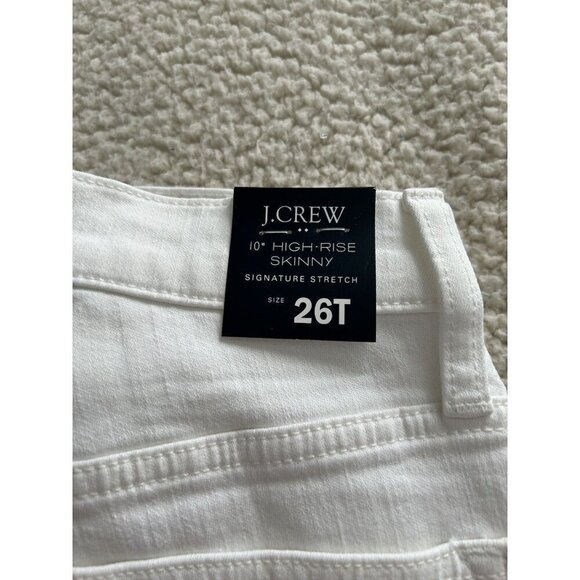 J.CREW
10" HIGH-RISE
SKINNY
SIGNATURE STRETCH
SIZE 26T